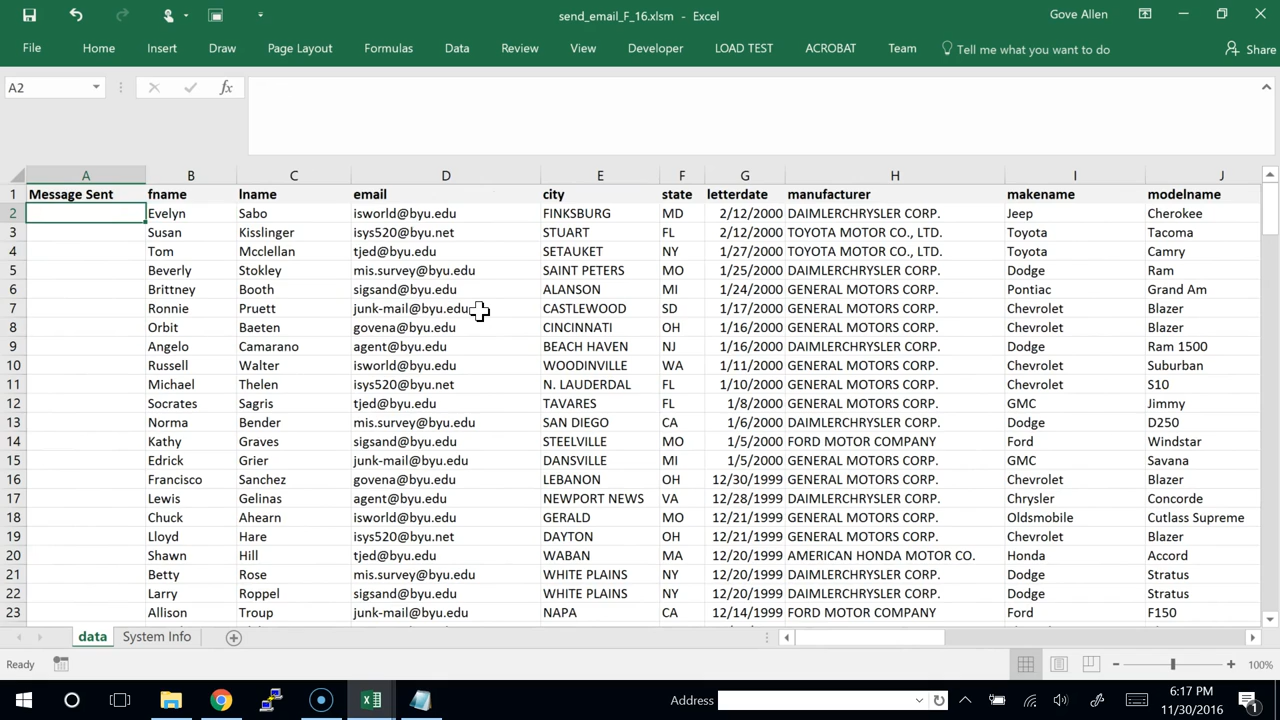 send_email_F_16.xlsm - Excel
Gove Allen
File Home Insert Draw Page Layout Formulas Data Review View Developer LOAD TEST ACROBAT Team Tell me what you want to do Share
A2 fx
A B C D E F G H I J
1 Message Sent fname lname email city state letterdate manufacturer makename modelname
2 Evelyn Sabo isworld@byu.edu FINKSBURG MD 2/12/2000 DAIMLERCHRYSLER CORP. Jeep Cherokee
3 Susan Kisslinger isys520@byu.net STUART FL 2/12/2000 TOYOTA MOTOR CO., LTD. Toyota Tacoma
4 Tom Mcclellan tjed@byu.edu SETAUKET NY 1/27/2000 TOYOTA MOTOR CO., LTD. Toyota Camry
5 Beverly Stokley mis.survey@byu.edu SAINT PETERS MO 1/25/2000 DAIMLERCHRYSLER CORP. Dodge Ram
6 Brittney Booth sigsand@byu.edu ALANSON MI 1/24/2000 GENERAL MOTORS CORP. Pontiac Grand Am
7 Ronnie Pruett junk-mail@byu.edu CASTLEWOOD SD 1/17/2000 GENERAL MOTORS CORP. Chevrolet Blazer
8 Orbit Baeten govena@byu.edu CINCINNATI OH 1/16/2000 GENERAL MOTORS CORP. Chevrolet Blazer
9 Angelo Camarano agent@byu.edu BEACH HAVEN NJ 1/16/2000 DAIMLERCHRYSLER CORP. Dodge Ram 1500
10 Russell Walter isworld@byu.edu WOODINVILLE WA 1/11/2000 GENERAL MOTORS CORP. Chevrolet Suburban
11 Michael Thelen isys520@byu.net N. LAUDERDAL FL 1/10/2000 GENERAL MOTORS CORP. Chevrolet S10
12 Socrates Sagris tjed@byu.edu TAVARES FL 1/8/2000 GENERAL MOTORS CORP. GMC Jimmy
13 Norma Bender mis.survey@byu.edu SAN DIEGO CA 1/6/2000 DAIMLERCHRYSLER CORP. Dodge D250
14 Kathy Graves sigsand@byu.edu STEELVILLE MO 1/5/2000 FORD MOTOR COMPANY Ford Windstar
15 Edrick Grier junk-mail@byu.edu DANSVILLE MI 1/5/2000 GENERAL MOTORS CORP. GMC Savana
16 Francisco Sanchez govena@byu.edu LEBANON OH 12/30/1999 GENERAL MOTORS CORP. Chevrolet Blazer
17 Lewis Gelinas agent@byu.edu NEWPORT NEWS VA 12/28/1999 DAIMLERCHRYSLER CORP. Chrysler Concorde
18 Chuck Ahearn isworld@byu.edu GERALD MO 12/21/1999 GENERAL MOTORS CORP. Oldsmobile Cutlass Supreme
19 Lloyd Hare isys520@byu.net DAYTON OH 12/21/1999 GENERAL MOTORS CORP. Chevrolet Blazer
20 Shawn Hill tjed@byu.edu WABAN MA 12/20/1999 AMERICAN HONDA MOTOR CO. Honda Accord
21 Betty Rose mis.survey@byu.edu WHITE PLAINS NY 12/20/1999 DAIMLERCHRYSLER CORP. Dodge Stratus
22 Larry Roppel sigsand@byu.edu WHITE PLAINS NY 12/20/1999 DAIMLERCHRYSLER CORP. Dodge Stratus
23 Allison Troup junk-mail@byu.edu NAPA CA 12/14/1999 FORD MOTOR COMPANY Ford F150
data System Info
Ready 100%
Address 6:17 PM
11/30/2016 1